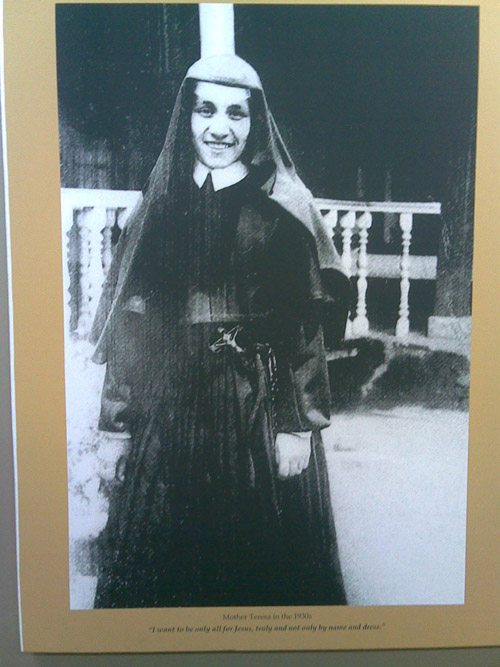 Mother Teresa in the 1930s
"I want to be only all for Jesus, truly and not only by name and dress."